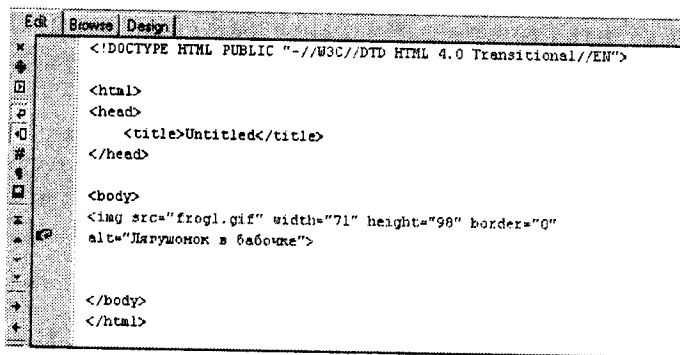 Edit Browse Design
<!DOCTYPE HTML PUBLIC "-//W3C//DTD HTML 4.0 Transitional//EN">
<html>
<head>
<title>Untitled</title>
</head>
<body>
<img src="frog1.gif" width="71" height="98" border="0"
alt="Лягушонок в бабочке">
</body>
</html>